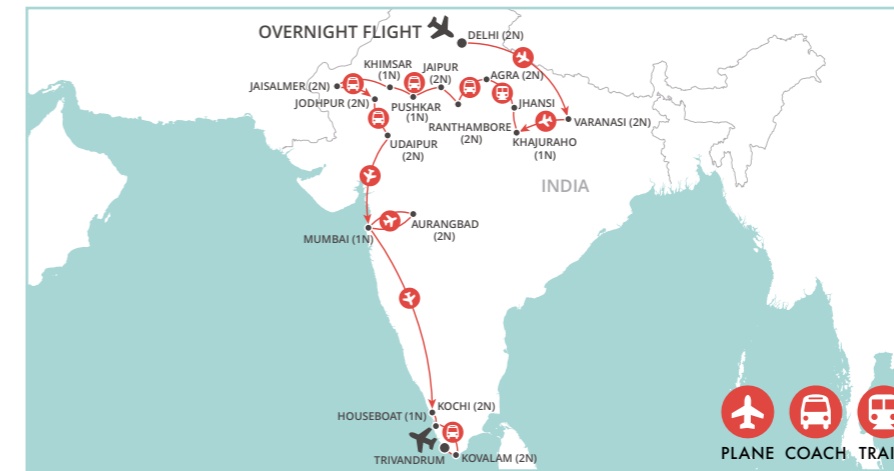 OVERNIGHT FLIGHT
DELHI (2N)
KHIMSAR
(1N)
JAIPUR
(2N)
AGRA (2N)
JAISALMER (2N)
JODHPUR (2N)
PUSHKAR
(1N)
JHANSI
RANTHAMBORE
(2N)
VARANASI (2N)
KHAJURAHO
(1N)
UDAIPUR
(2N)
INDIA
AURANGBAD
(2N)
MUMBAI (1N)
KOCHI (2N)
HOUSEBOAT (1N)
TRIVANDRUM
KOVALAM (2N)
PLANE COACH TRAI